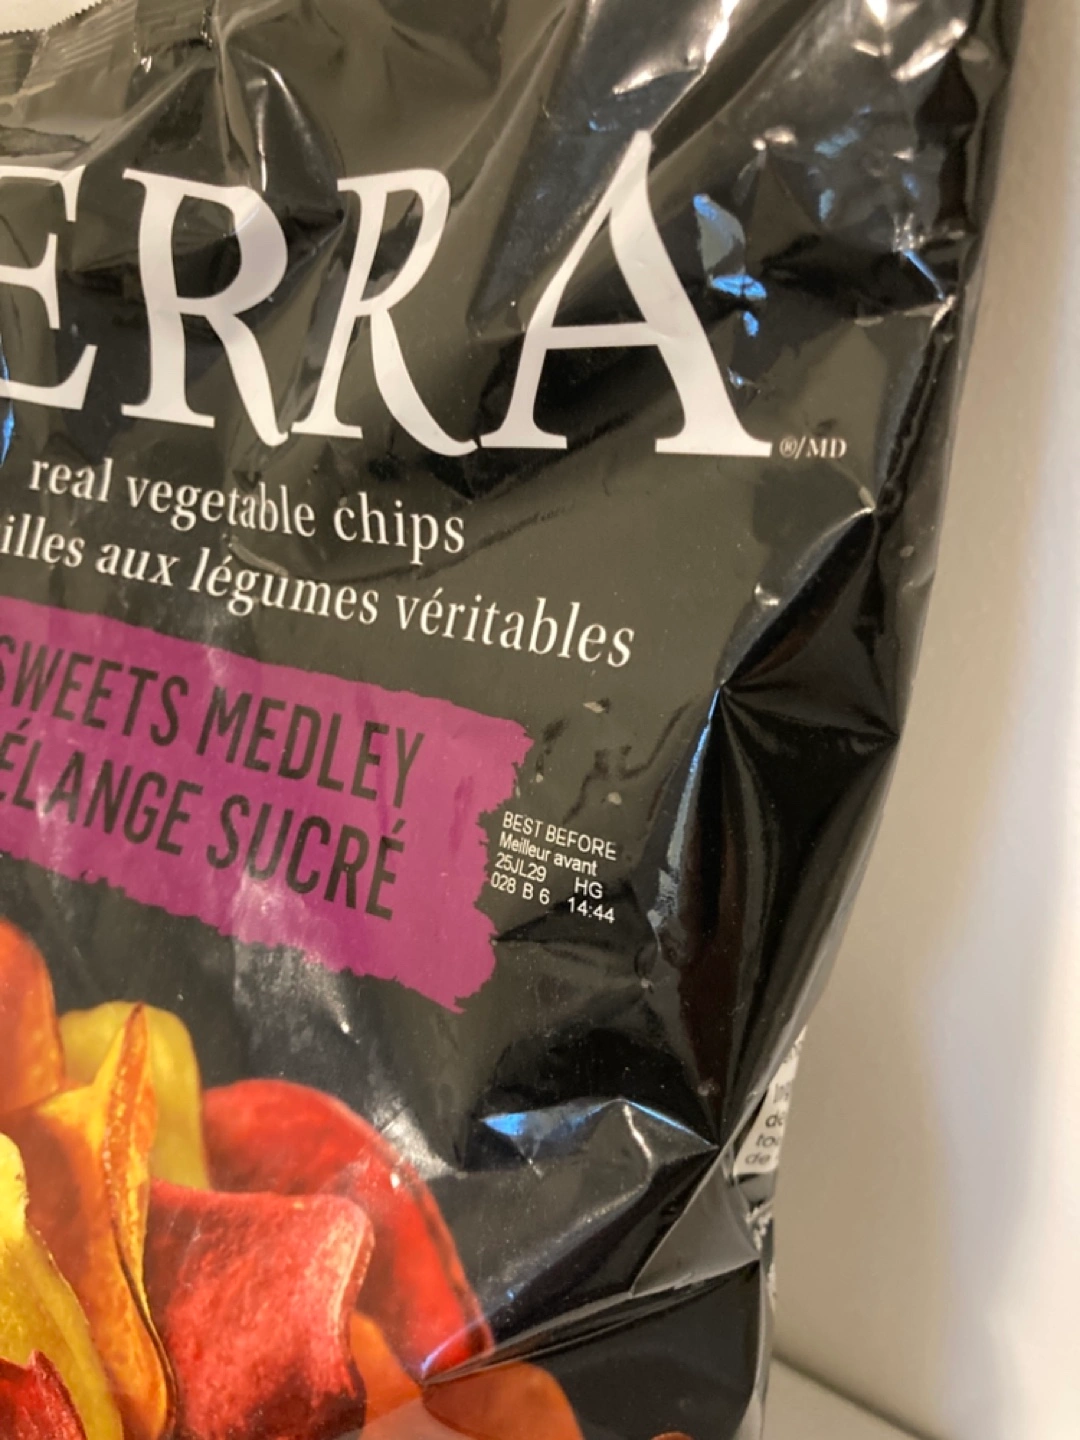 ERRA
®/MD
real vegetable chips
illes aux légumes véritables
SWEETS MEDLEY
ÉLANGE SUCRÉ
BEST BEFORE
Meilleur avant
25JL29 HG
028 B 6 14:44
de